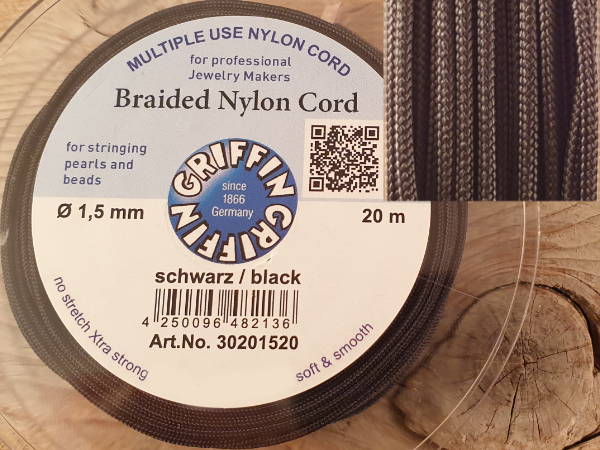 MULTIPLE USE NYLON CORD
for professional
Jewelry Makers
Braided Nylon Cord
for stringing
pearls and
beads
GRIFFIN GRIFFIN
since
1866
Germany
Ø 1,5 mm
20 m
schwarz / black
4 250096 482136
Art.No. 30201520
no stretch Xtra strong
soft & smooth